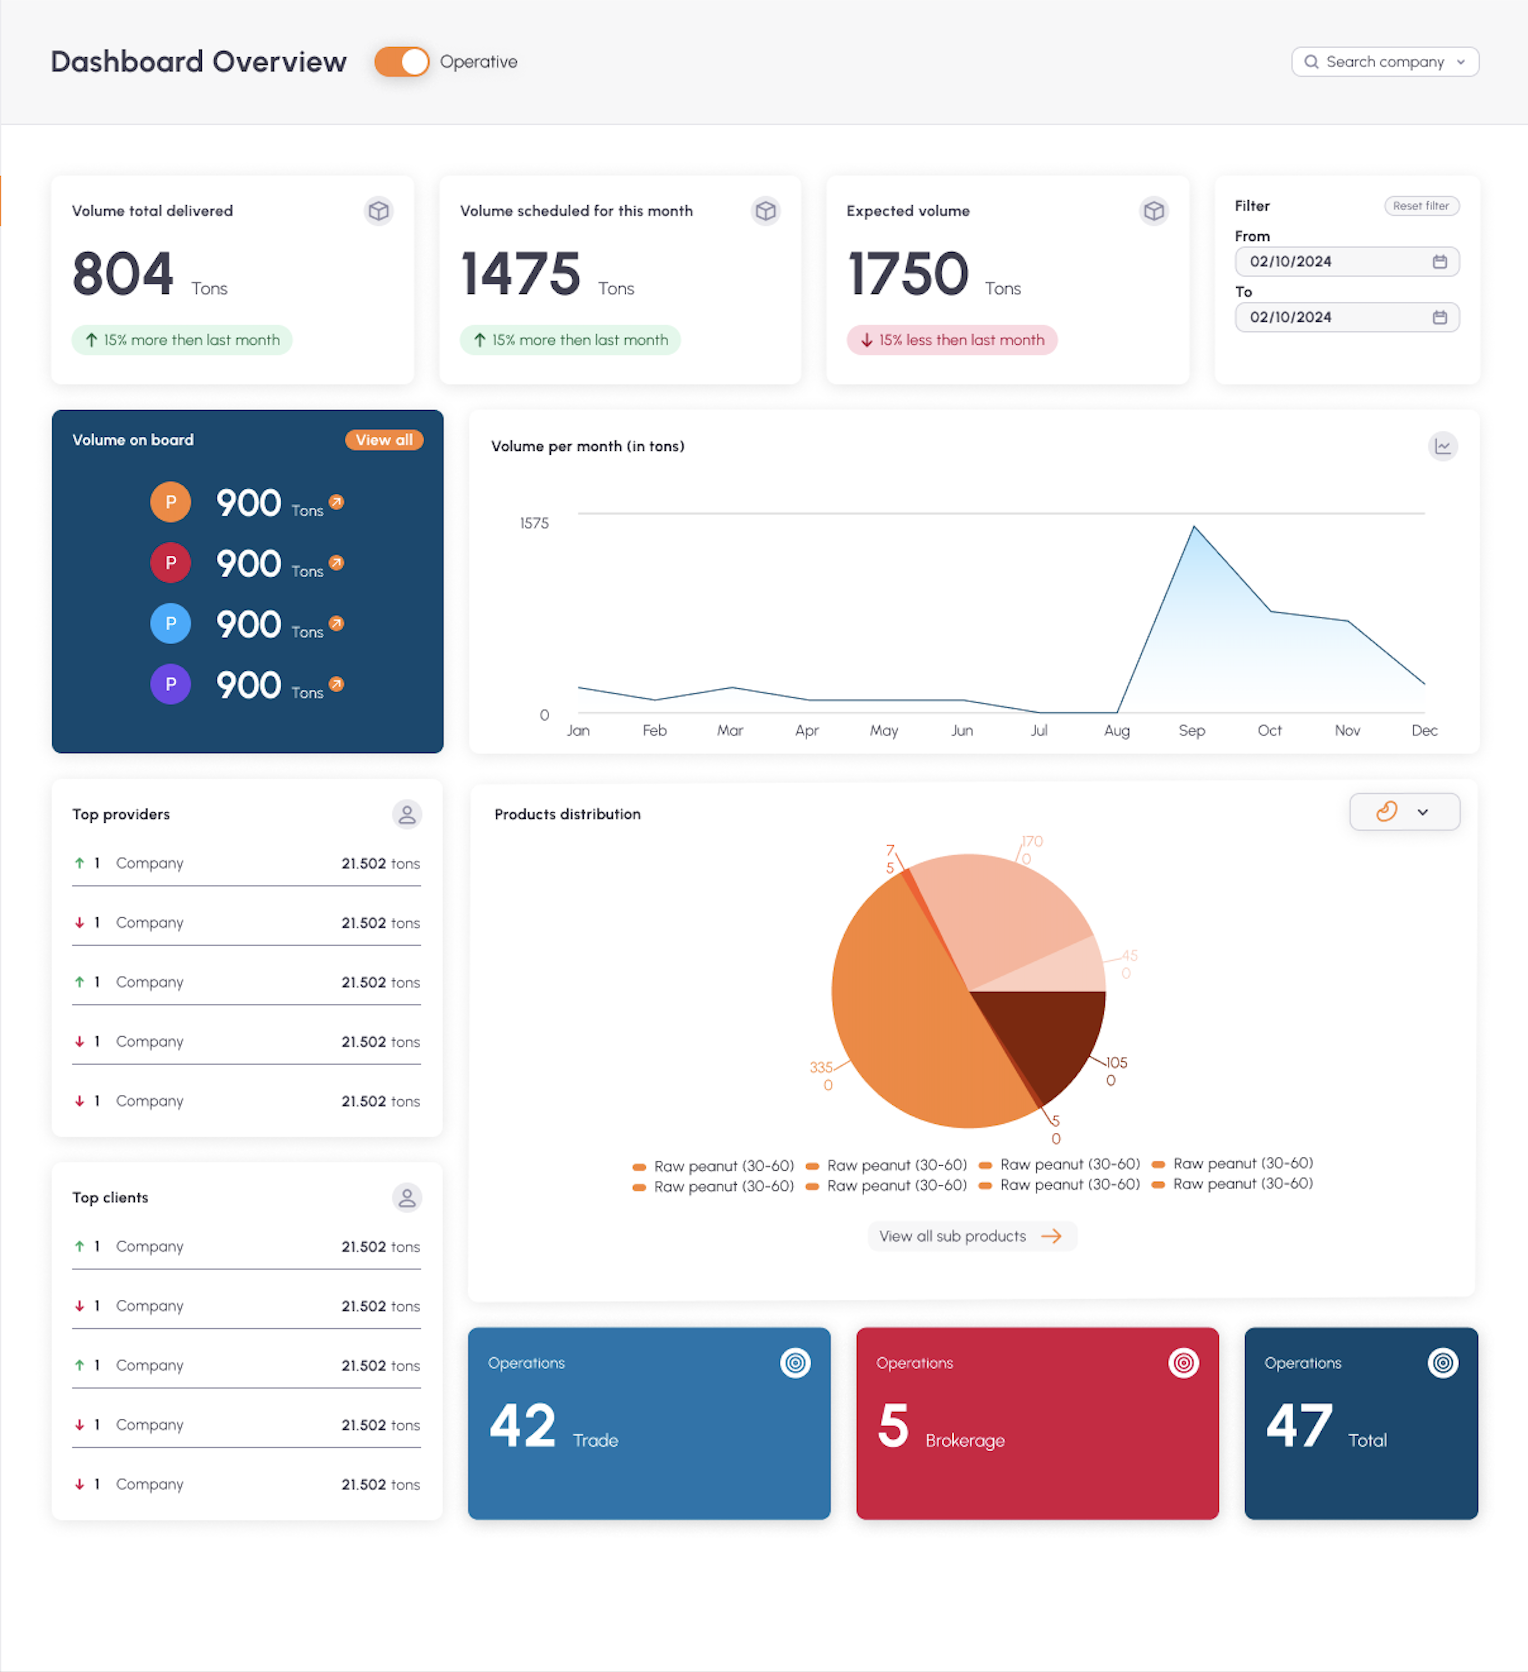 Dashboard Overview
Operative
Search company
Volume total delivered
804 Tons
15% more then last month
Volume scheduled for this month
1475 Tons
15% more then last month
Expected volume
1750 Tons
15% less then last month
Filter
Reset filter
From
02/10/2024
To
02/10/2024
Volume on board
View all
P 900 Tons
P 900 Tons
P 900 Tons
P 900 Tons
Volume per month (in tons)
1575
0
Jan Feb Mar Apr May Jun Jul Aug Sep Oct Nov Dec
Top providers
1 Company 21.502 tons
1 Company 21.502 tons
1 Company 21.502 tons
1 Company 21.502 tons
1 Company 21.502 tons
Products distribution
7
5
170
0
45
0
335
0
105
0
5
0
Raw peanut (30-60) Raw peanut (30-60) Raw peanut (30-60) Raw peanut (30-60)
Raw peanut (30-60) Raw peanut (30-60) Raw peanut (30-60) Raw peanut (30-60)
View all sub products
Top clients
1 Company 21.502 tons
1 Company 21.502 tons
1 Company 21.502 tons
1 Company 21.502 tons
1 Company 21.502 tons
Operations
42 Trade
Operations
5 Brokerage
Operations
47 Total